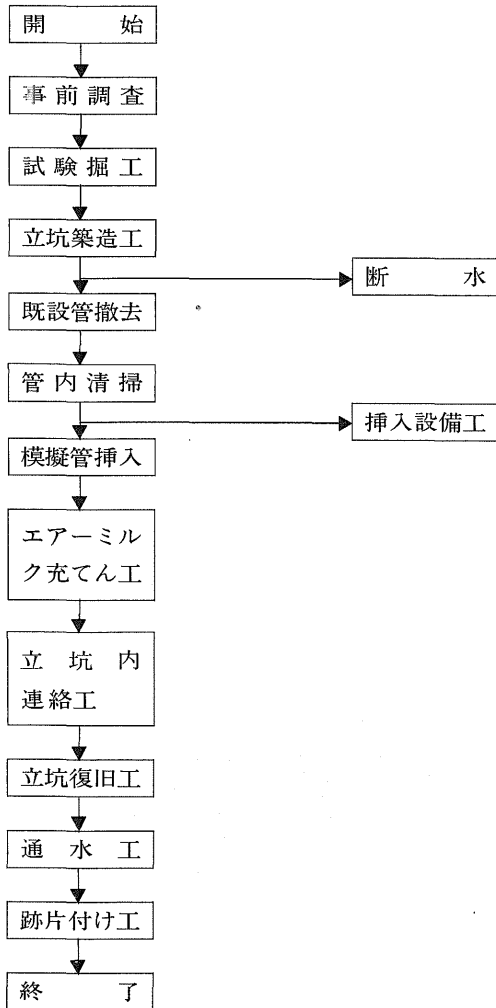 開始
事前調査
試験掘工
立坑築造工
断水
既設管撤去
管内清掃
挿入設備工
模擬管挿入
エアーミル
ク充てん工
立坑内
連絡工
立坑復旧工
通水工
跡片付け工
終了